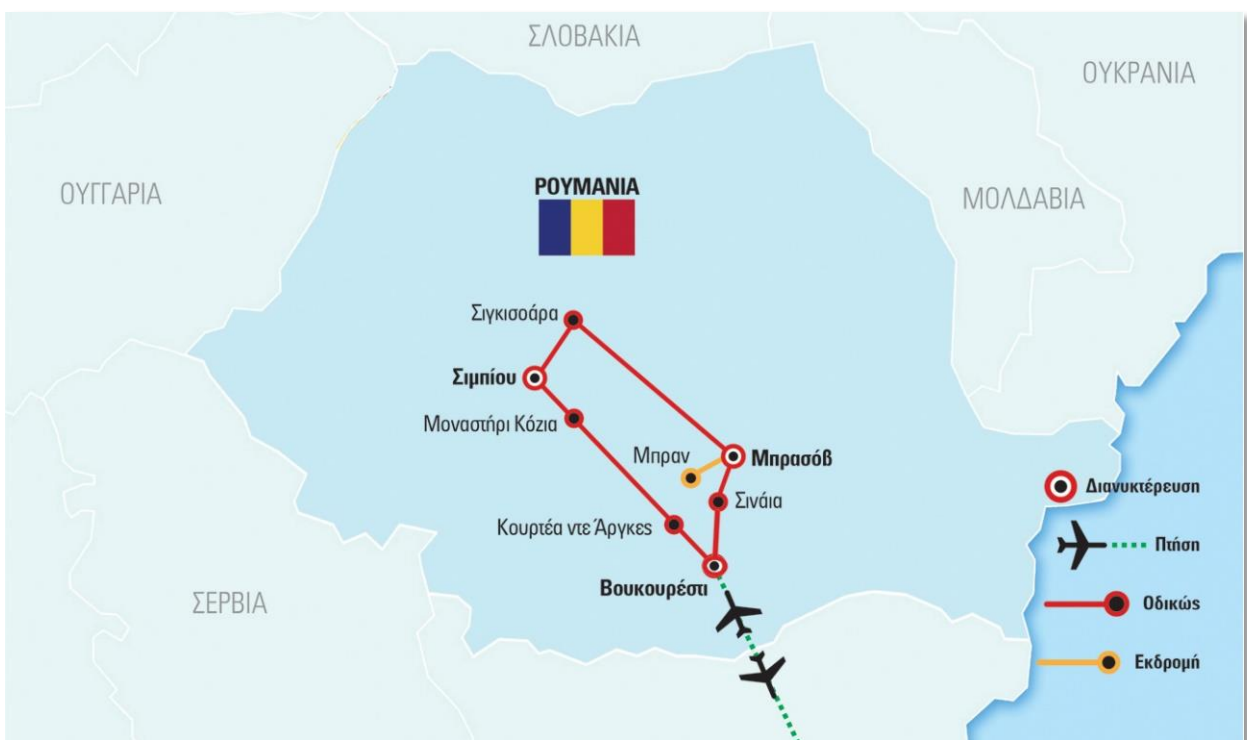 ΣΛΟΒΑΚΙΑ
ΟΥΚΡΑΝΙΑ
ΟΥΓΓΑΡΙΑ
ΡΟΥΜΑΝΙΑ
ΜΟΛΔΑΒΙΑ
Σιγκισοάρα
Σιμπίου
Μοναστήρι Κόζια
Μπραν
Μπρασόβ
Σινάια
Διανυκτέρευση
Κουρτέα ντε Άργκες
Πτήση
Βουκουρέστι
ΣΕΡΒΙΑ
Οδικώς
Εκδρομή